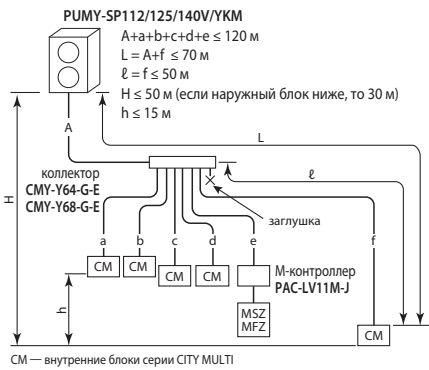 PUMY-SP112/125/140V/YKM
A+a+b+c+d+e ≤ 120 м
L = A+f ≤ 70 м
ℓ = f ≤ 50 м
H ≤ 50 м (если наружный блок ниже, то 30 м)
h ≤ 15 м
A
L
H
коллектор
CMY-Y64-G-E
CMY-Y68-G-E
ℓ
заглушка
a
b
c
d
e
f
CM
CM
CM
CM
М-контроллер
PAC-LV11M-J
h
MSZ
MFZ
CM
CM — внутренние блоки серии CITY MULTI